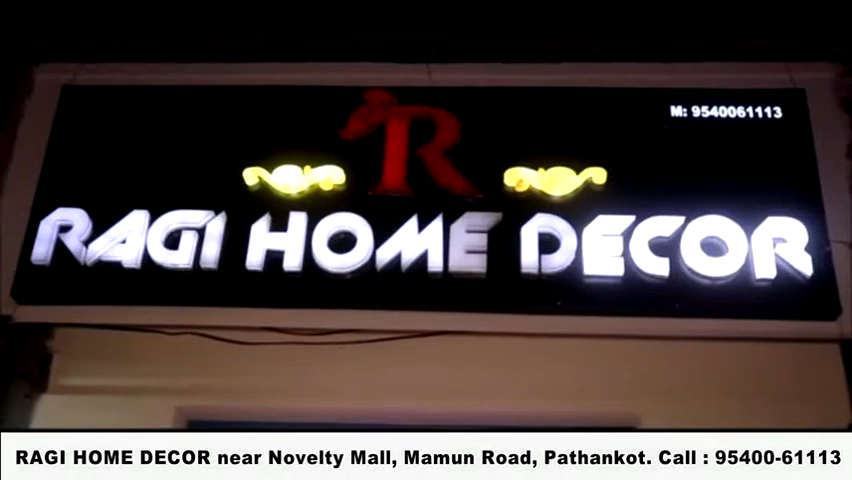 M: 9540061113
R
RAGI HOME DECOR
RAGI HOME DECOR near Novelty Mall, Mamun Road, Pathankot. Call : 95400-61113